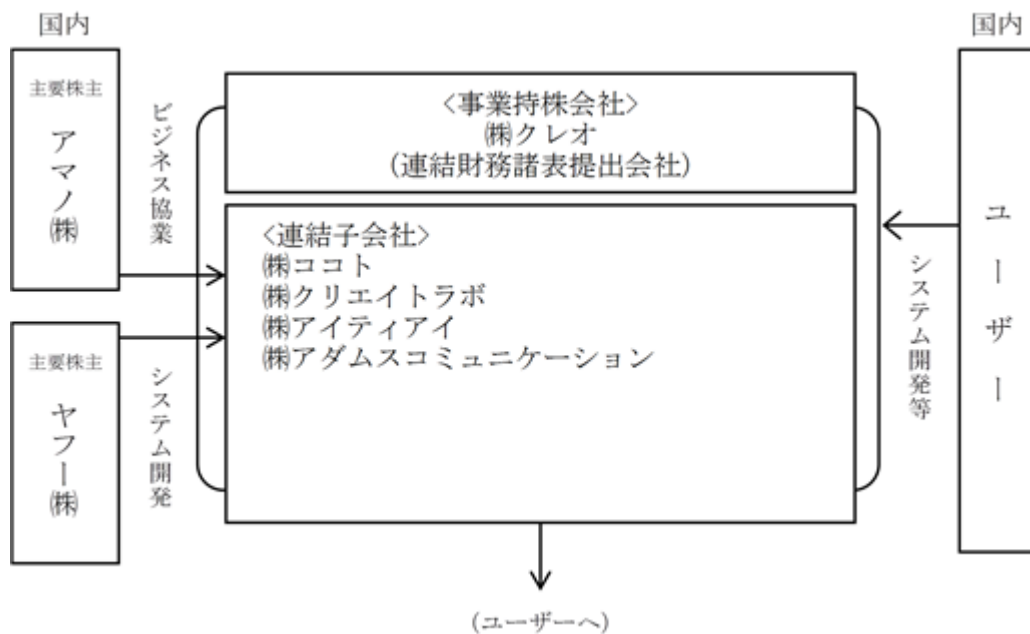 国内
主要株主
アマノ㈱
ビジネス協業
主要株主
ヤフー㈱
システム開発
<事業持株会社>
㈱クレオ
(連結財務諸表提出会社)
<連結子会社>
㈱ココト
㈱クリエイトラボ
㈱アイティアイ
㈱アダムスコミュニケーション
国内
ユーザー
システム開発等
(ユーザーへ)